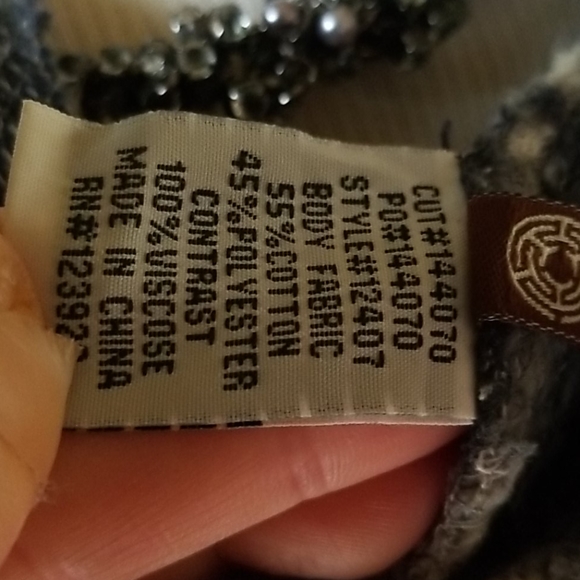 CUT#144070
PO#144070
STYLE#12407
BODY FABRIC
55%COTTON
45%POLYESTER
CONTRAST
100%VISCOSE
MADE IN CHINA